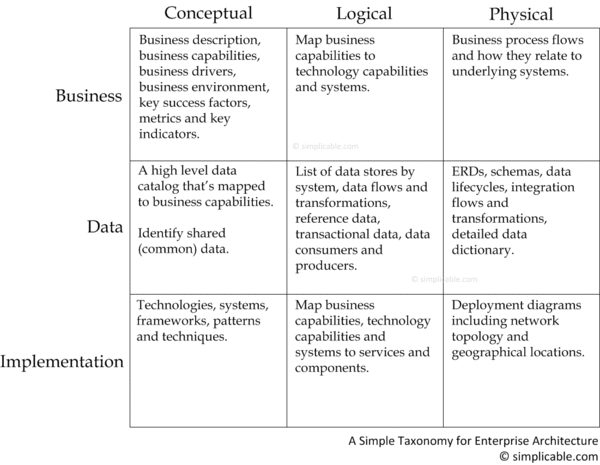 Conceptual
Logical
Physical
Business
Business description,
business capabilities,
business drivers,
business environment,
key success factors,
metrics and key
indicators.
Map business
capabilities to
technology capabilities
and systems.
© simplicable.com
Business process flows
and how they relate to
underlying systems.
Data
A high level data
catalog that's mapped
to business capabilities.
Identify shared
(common) data.
List of data stores by
system, data flows and
transformations,
reference data,
transactional data, data
consumers and
producers.
ERDs, schemas, data
lifecycles, integration
flows and
transformations,
detailed data
dictionary.
© simplicable.com
Implementation
Technologies, systems,
frameworks, patterns
and techniques.
Map business
capabilities, technology
capabilities and
systems to services and
components.
Deployment diagrams
including network
topology and
geographical locations.
A Simple Taxonomy for Enterprise Architecture
© simplicable.com